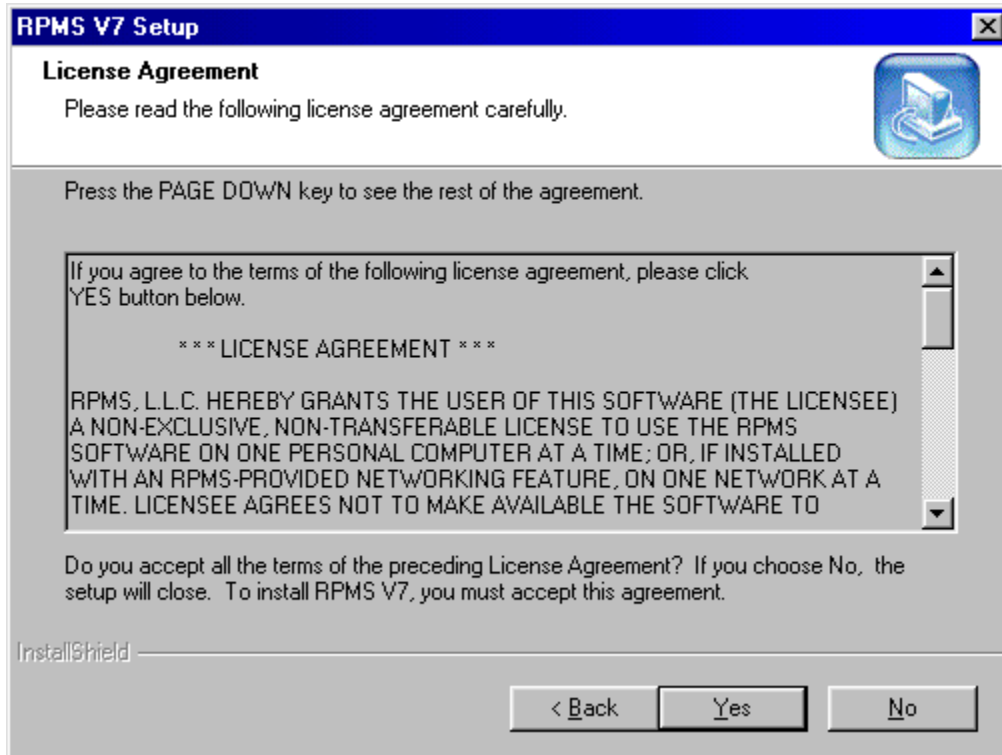 RPMS V7 Setup
License Agreement
Please read the following license agreement carefully.
Press the PAGE DOWN key to see the rest of the agreement.
If you agree to the terms of the following license agreement, please click
YES button below.
* * * LICENSE AGREEMENT * * *
RPMS, L.L.C. HEREBY GRANTS THE USER OF THIS SOFTWARE (THE LICENSEE)
A NON-EXCLUSIVE, NON-TRANSFERABLE LICENSE TO USE THE RPMS
SOFTWARE ON ONE PERSONAL COMPUTER AT A TIME; OR, IF INSTALLED
WITH AN RPMS-PROVIDED NETWORKING FEATURE, ON ONE NETWORK AT A
TIME. LICENSEE AGREES NOT TO MAKE AVAILABLE THE SOFTWARE TO
Do you accept all the terms of the preceding License Agreement?  If you choose No,  the
setup will close.  To install RPMS V7, you must accept this agreement.
InstallShield
< Back Yes No